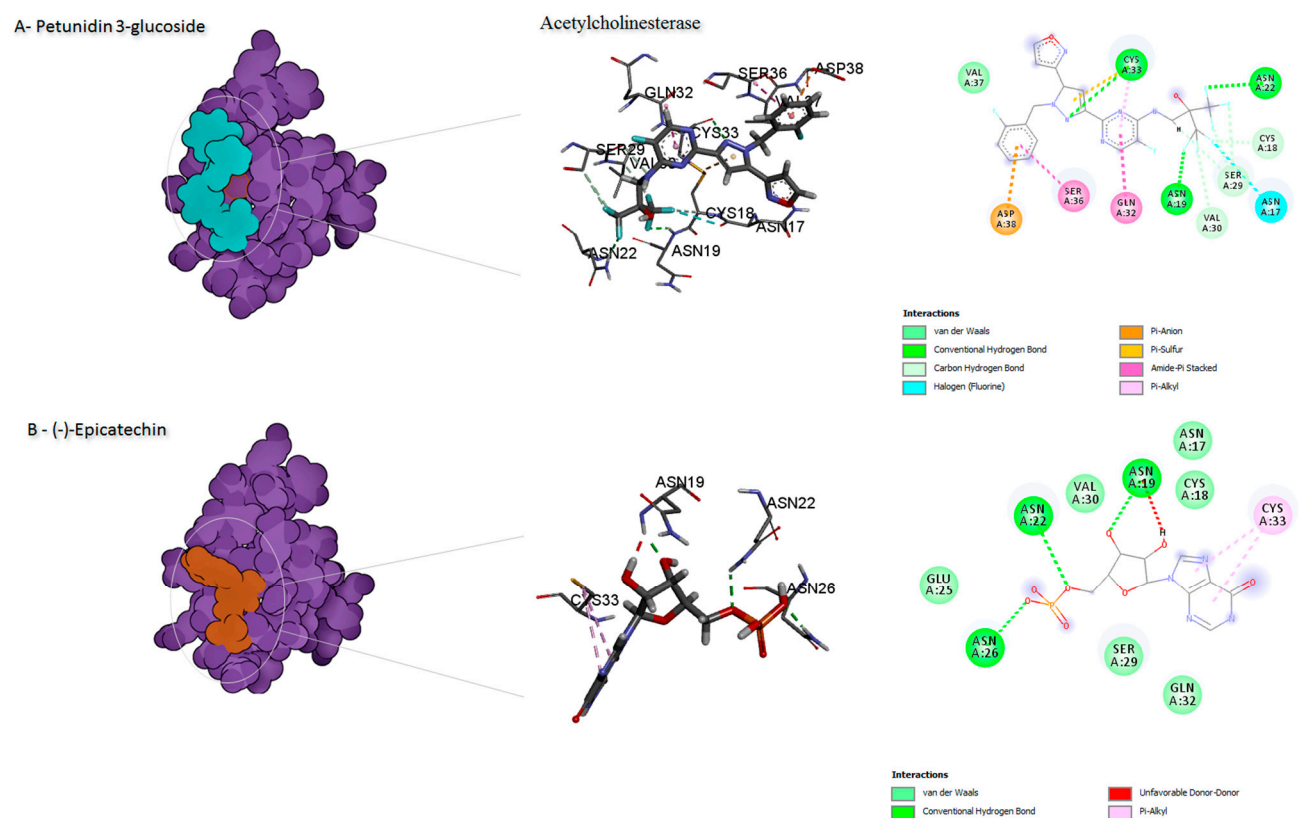 A- Petunidin 3-glucoside
Acetylcholinesterase
SER36
ASP38
GLN32
CYS33
SER29
CYS18
ASN17
ASN22
ASN19
VAL
A:37
CYS
A:33
ASN
A:22
CYS
A:18
SER
A:29
ASN
A:17
ASP
A:38
SER
A:36
GLN
A:32
ASN
A:19
VAL
A:30
H
Interactions
van der Waals
Conventional Hydrogen Bond
Carbon Hydrogen Bond
Halogen (Fluorine)
Pi-Anion
Pi-Sulfur
Amide-Pi Stacked
Pi-Alkyl
B - (-)-Epicatechin
ASN19
ASN22
ASN26
CYS33
ASN
A:17
ASN
A:19
VAL
A:30
CYS
A:18
ASN
A:22
CYS
A:33
GLU
A:25
H
ASN
A:26
SER
A:29
GLN
A:32
Interactions
van der Waals
Conventional Hydrogen Bond
Unfavorable Donor-Donor
Pi-Alkyl